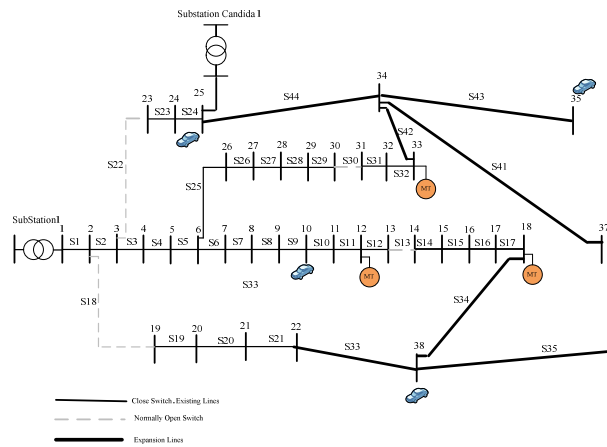 Substation Candida 1
23 24 25 34 35
S23 S24 S44 S43
S42
S22
26 27 28 29 30 31 32 33
S26 S27 S28 S29 S30 S31 S32
S41
S25
MT
SubStation1
1 2 3 4 5 6 7 8 9 10 11 12 13 14 15 16 17 18 37
S1 S2 S3 S4 S5 S6 S7 S8 S9 S10 S11 S12 S13 S14 S15 S16 S17
MT MT
S33
S18
S34
19 20 21 22 38
S19 S20 S21 S33 S35
Close Switch.Existing Lines
Normally Open Switch
Expansion Lines